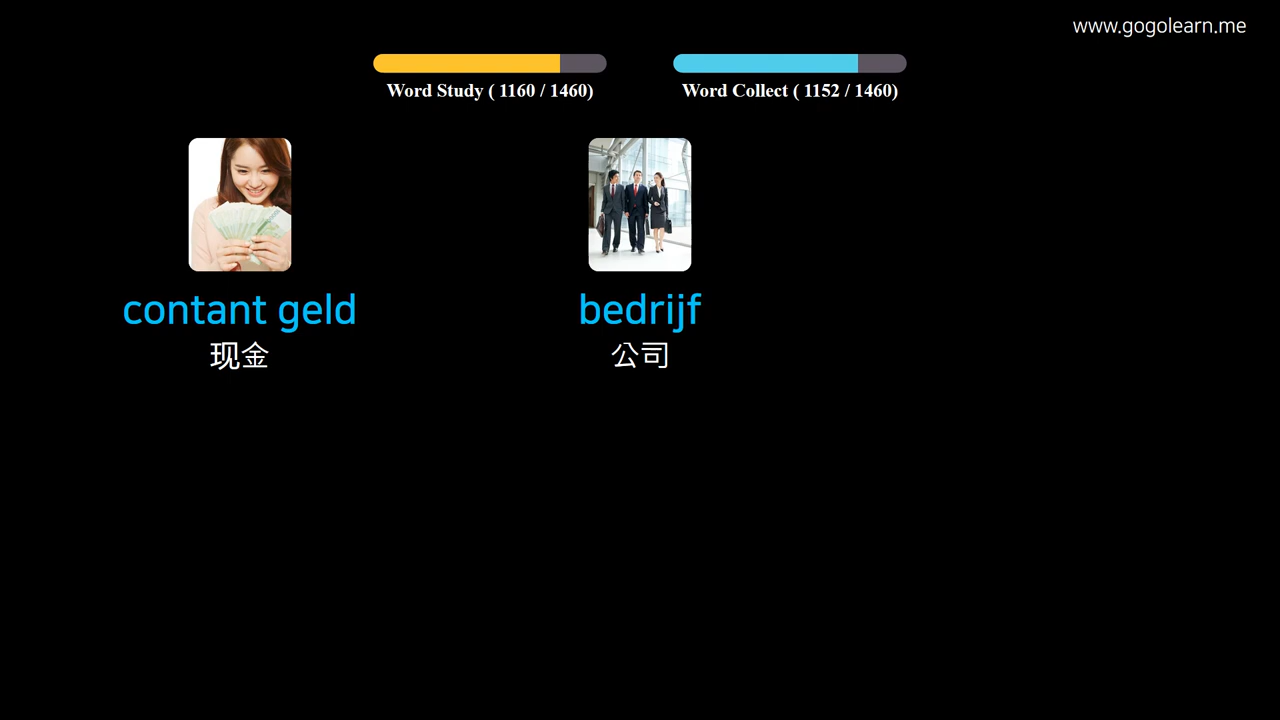 www.gogolearn.me
Word Study ( 1160 / 1460)
Word Collect ( 1152 / 1460)
contant geld
现金
bedrijf
公司